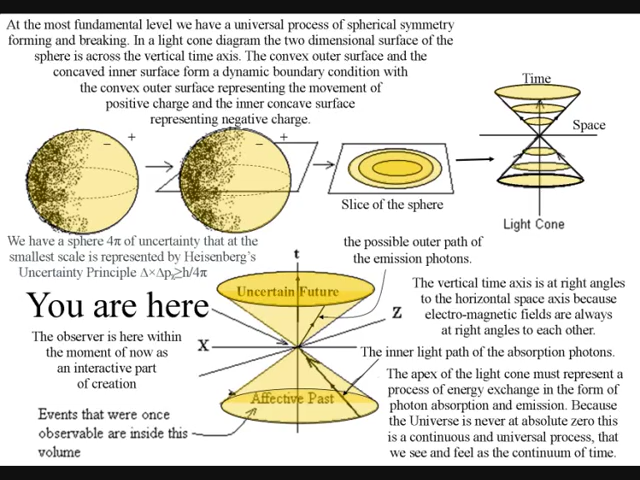 At the most fundamental level we have a universal process of spherical symmetry
forming and breaking. In a light cone diagram the two dimensional surface of the
sphere is across the vertical time axis. The convex outer surface and the
concaved inner surface form a dynamic boundary condition with
the convex outer surface representing the movement of
positive charge and the inner concave surface
representing negative charge.
Time
Space
Light Cone
− +
− +
Slice of the sphere
We have a sphere 4π of uncertainty that at the
smallest scale is represented by Heisenberg's
Uncertainty Principle Δ×Δpₓ≥h/4π
the possible outer path of
the emission photons.
t
Uncertain Future
You are here
Z
X
The vertical time axis is at right angles
to the horizontal space axis because
electro-magnetic fields are always
at right angles to each other.
The observer is here within
the moment of now as
an interactive part
of creation
The inner light path of the absorption photons.
Affective Past
Events that were once
observable are inside this
volume
The apex of the light cone must represent a
process of energy exchange in the form of
photon absorption and emission. Because
the Universe is never at absolute zero this
is a continuous and universal process, that
we see and feel as the continuum of time.